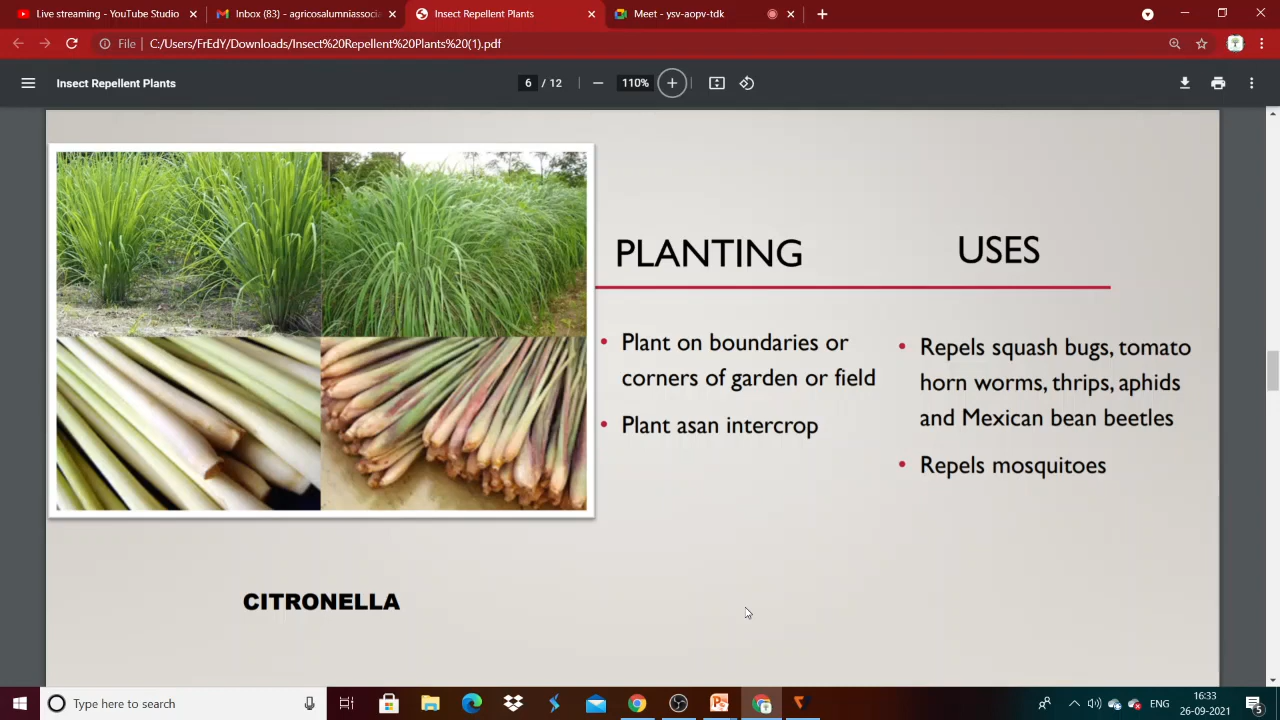 Live streaming - YouTube Studio
Inbox (83) - agricosalumniassocia
Insect Repellent Plants
Meet - ysv-aopv-tdk
File
C:/Users/FrEdY/Downloads/Insect%20Repellent%20Plants%20(1).pdf
Insect Repellent Plants
6 / 12
110%
PLANTING
USES
• Plant on boundaries or
corners of garden or field
• Plant asan intercrop
• Repels squash bugs, tomato
horn worms, thrips, aphids
and Mexican bean beetles
• Repels mosquitoes
CITRONELLA
Type here to search
ENG
16:33
26-09-2021
5